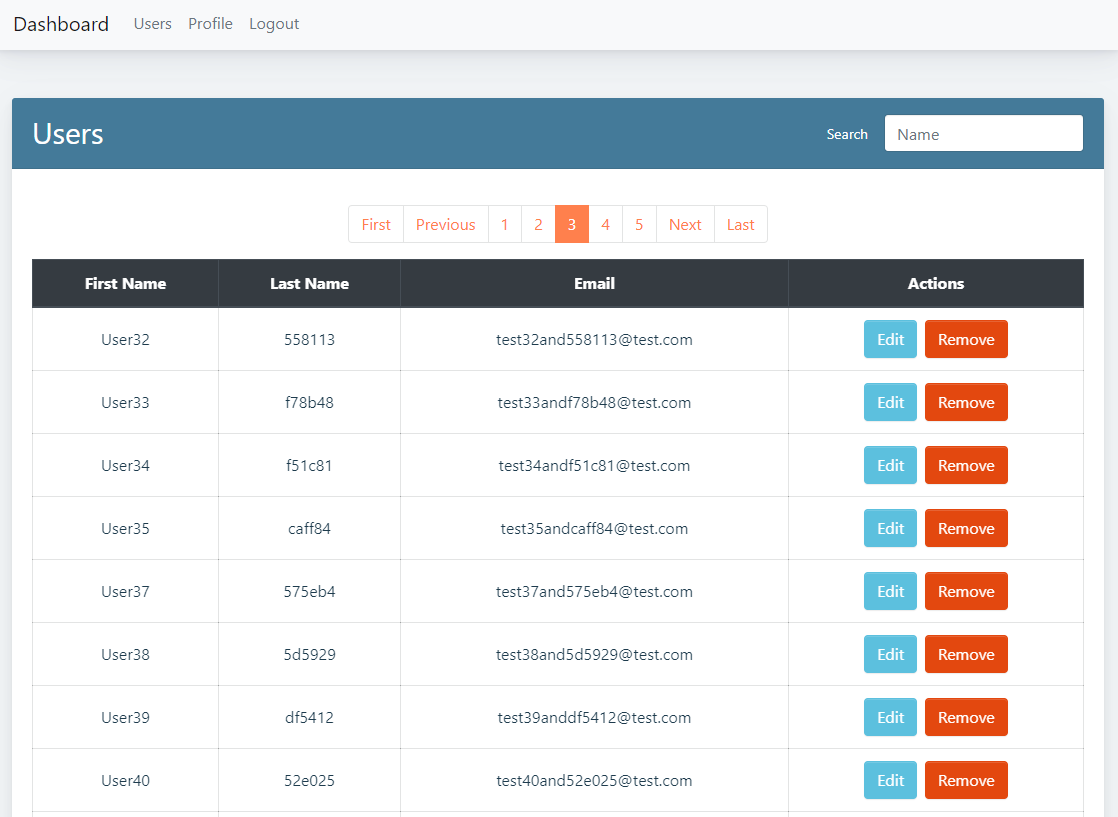 Dashboard Users Profile Logout
Users Search Name
First Previous 1 2 3 4 5 Next Last
First Name Last Name Email Actions
User32 558113 test32and558113@test.com Edit Remove
User33 f78b48 test33andf78b48@test.com Edit Remove
User34 f51c81 test34andf51c81@test.com Edit Remove
User35 caff84 test35andcaff84@test.com Edit Remove
User37 575eb4 test37and575eb4@test.com Edit Remove
User38 5d5929 test38and5d5929@test.com Edit Remove
User39 df5412 test39anddf5412@test.com Edit Remove
User40 52e025 test40and52e025@test.com Edit Remove